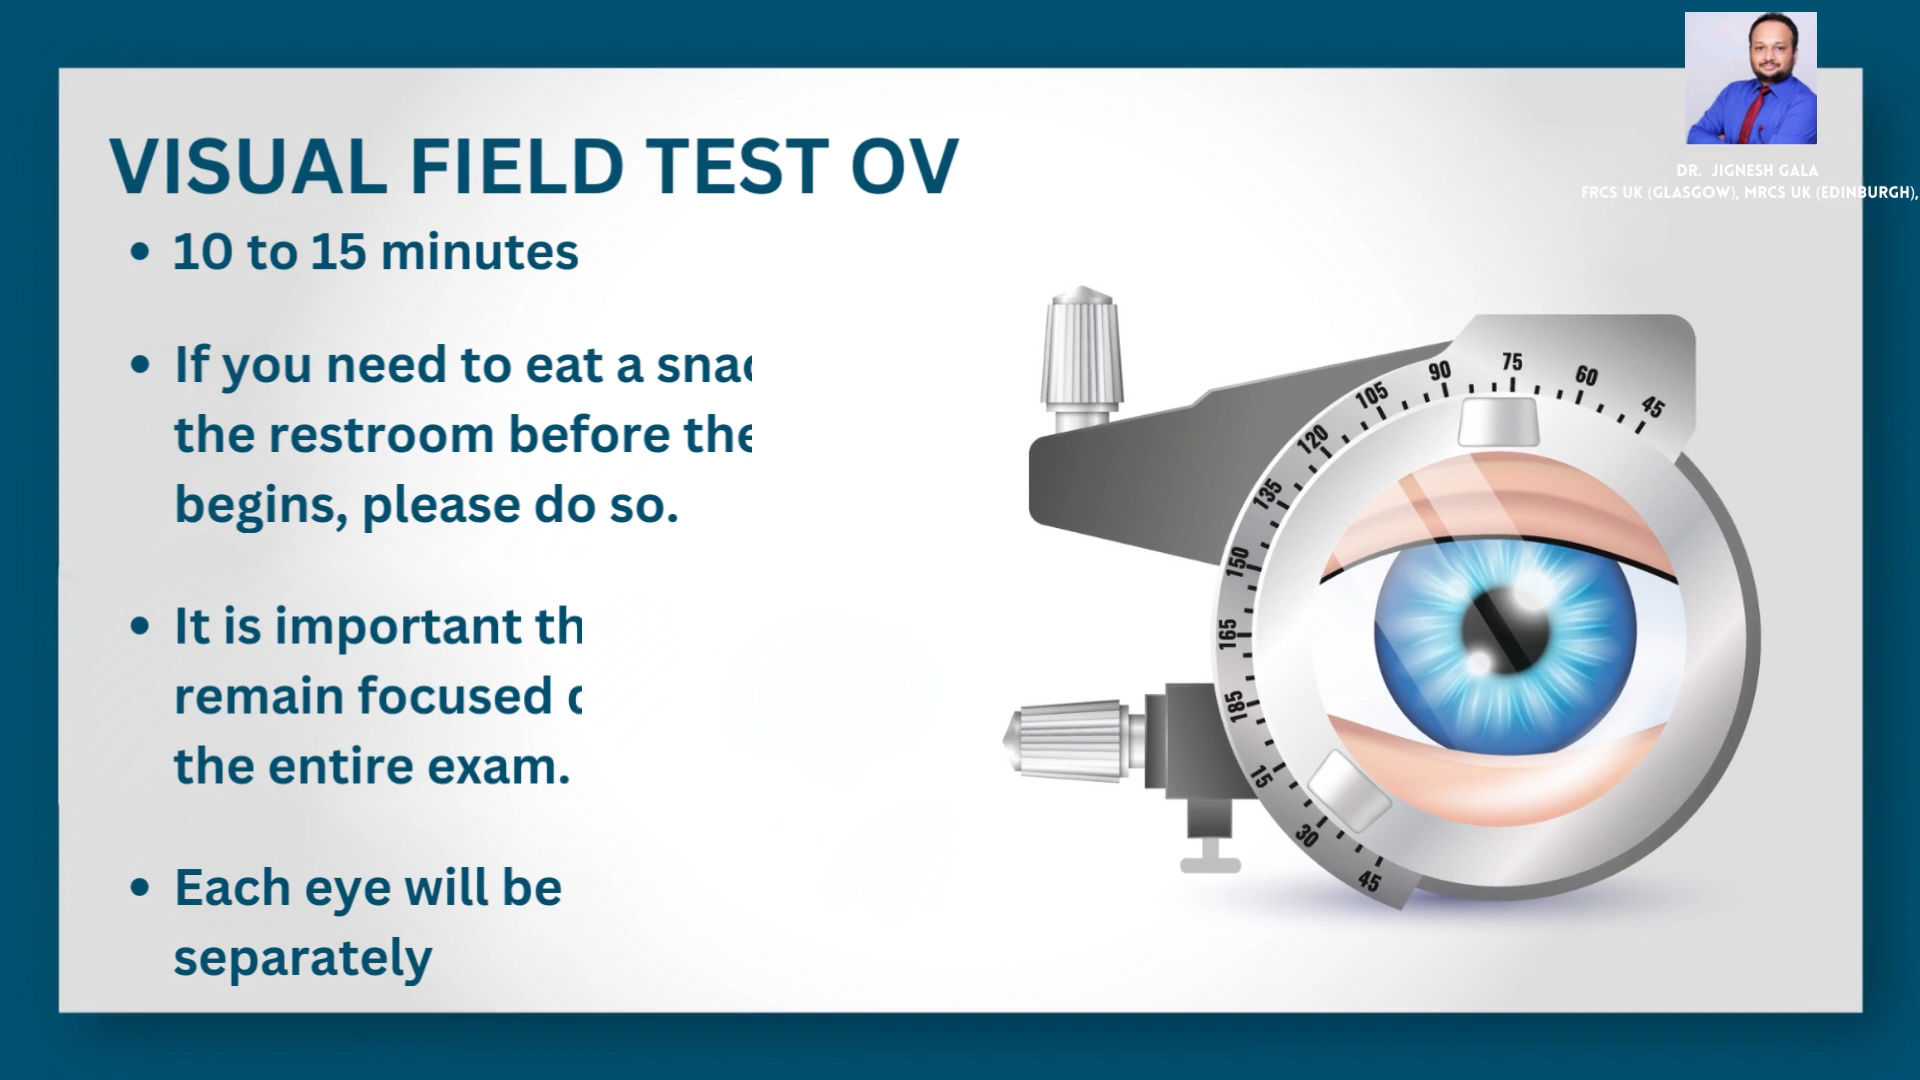 VISUAL FIELD TEST OV
DR. JIGNESH GALA
FRCS UK (GLASGOW), MRCS UK (EDINBURGH),
• 10 to 15 minutes
• If you need to eat a snac
the restroom before the
begins, please do so.
• It is important th
remain focused
the entire exam.
• Each eye will be
separately
45
60
75
90
105
120
135
150
165
185
15
30
45